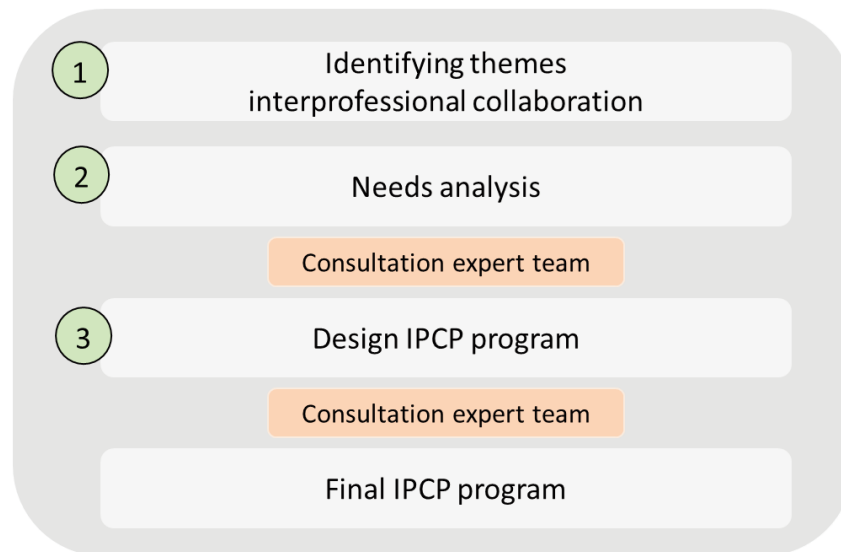 1
Identifying themes
interprofessional collaboration
2
Needs analysis
Consultation expert team
3
Design IPCP program
Consultation expert team
Final IPCP program